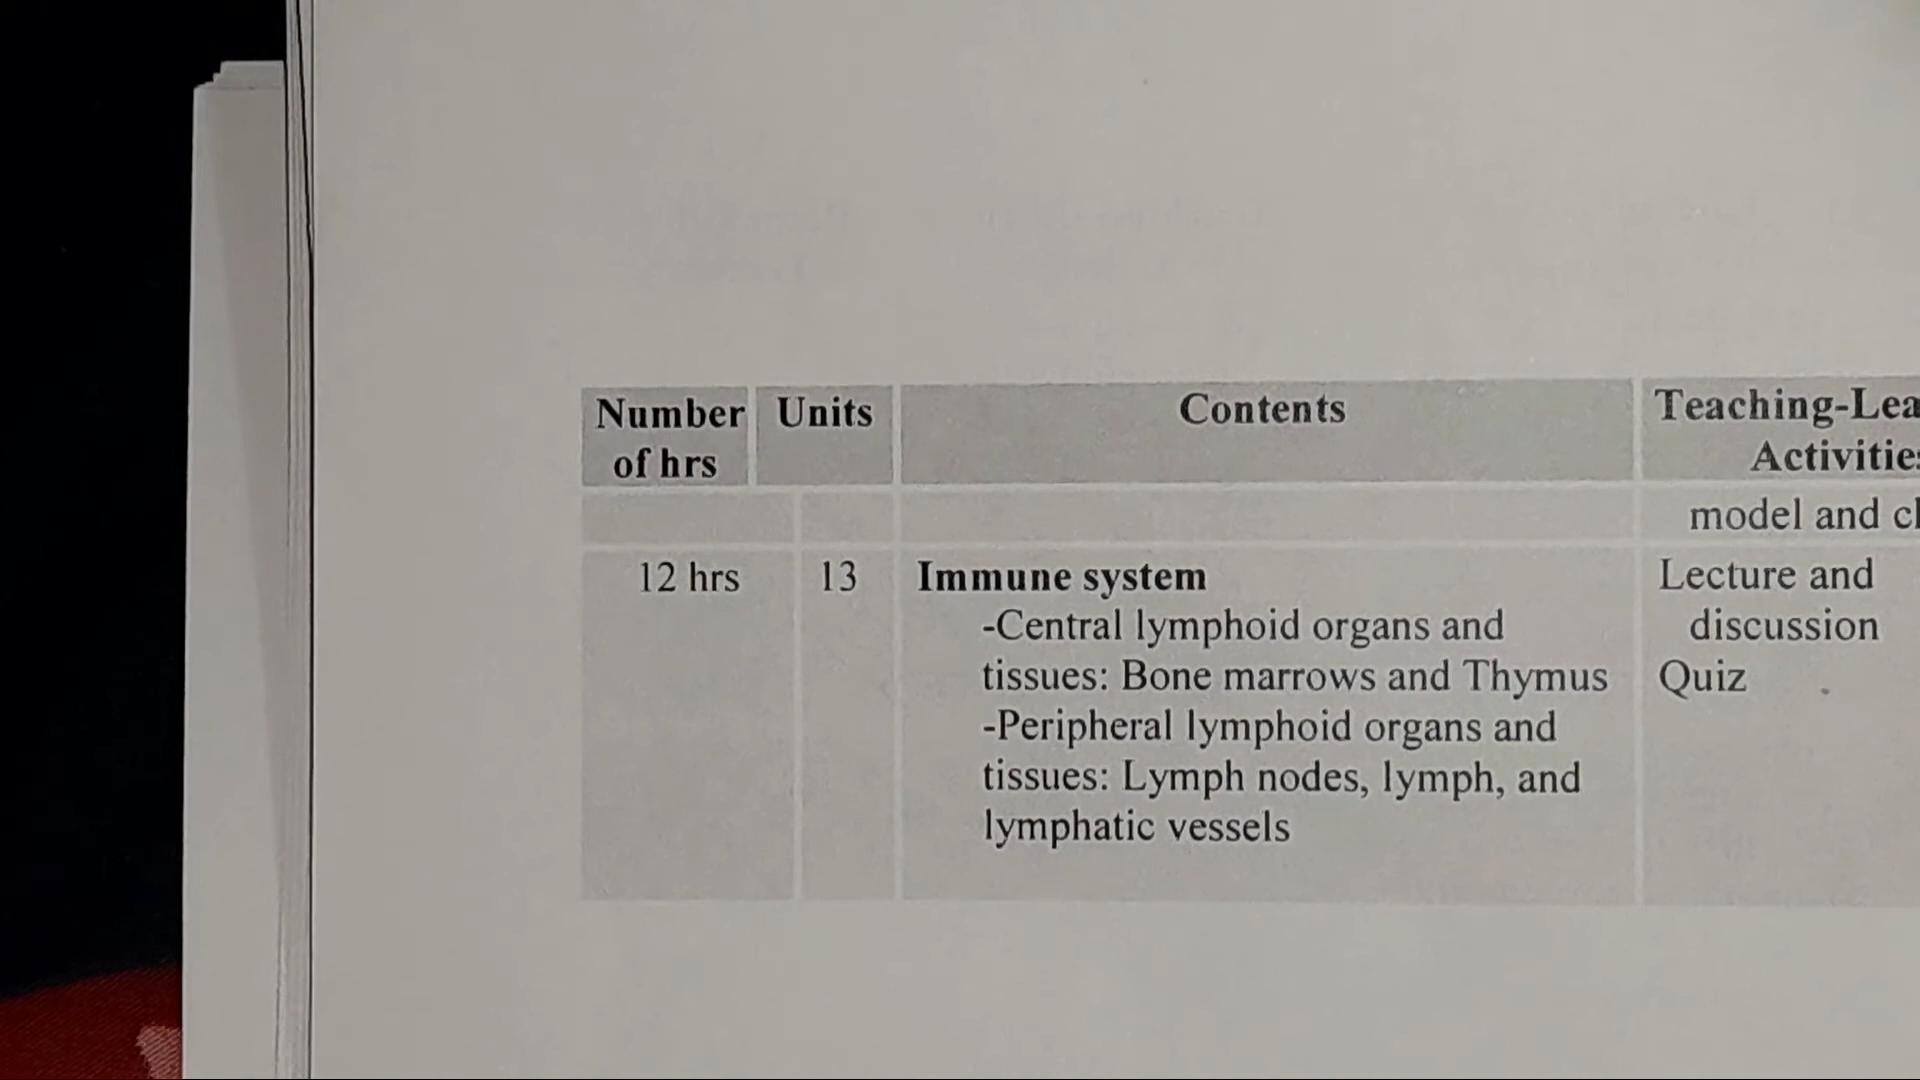 Number of hrs
Units
Contents
Teaching-Lea
Activities
model and cl
12 hrs
13
Immune system
-Central lymphoid organs and
tissues: Bone marrows and Thymus
-Peripheral lymphoid organs and
tissues: Lymph nodes, lymph, and
lymphatic vessels
Lecture and
discussion
Quiz